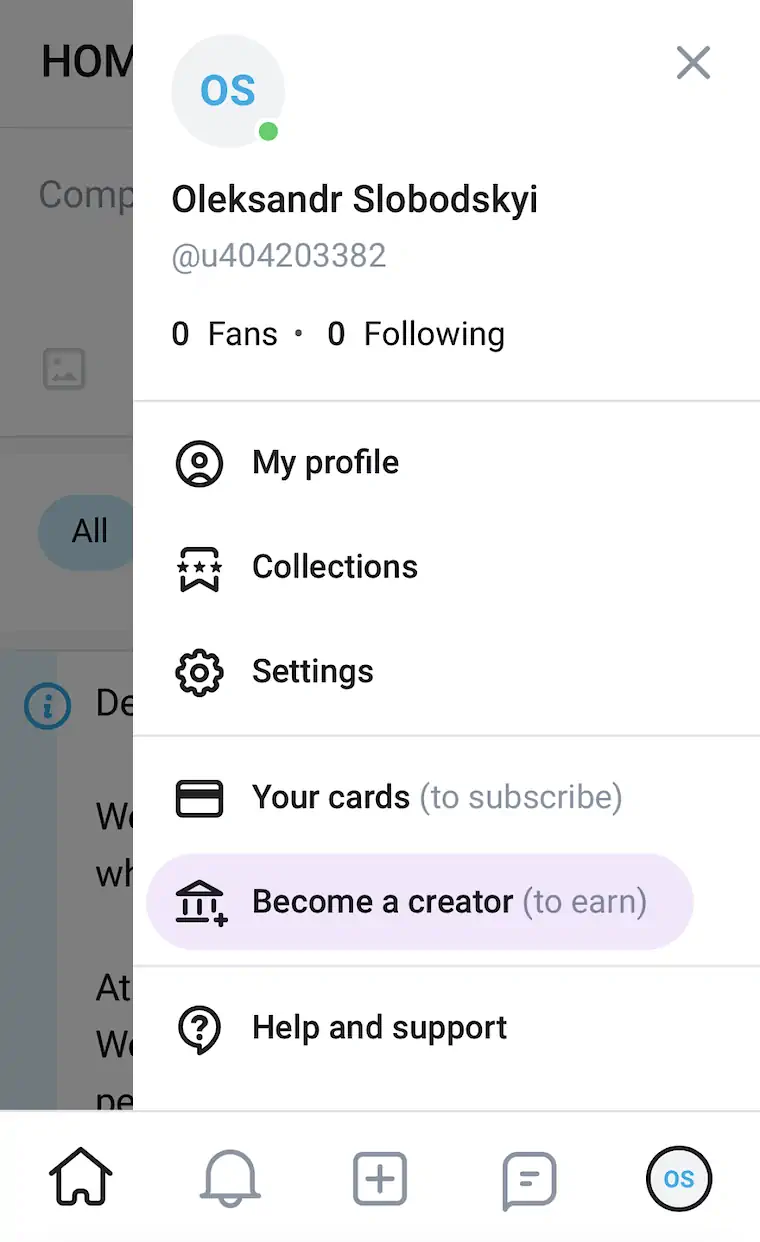 HOM
OS
Oleksandr Slobodskyi
@u404203382
0 Fans • 0 Following
Comp
My profile
All
Collections
Settings
De
Your cards (to subscribe)
We
wh
Become a creator (to earn)
At
Help and support
We
pe
OS